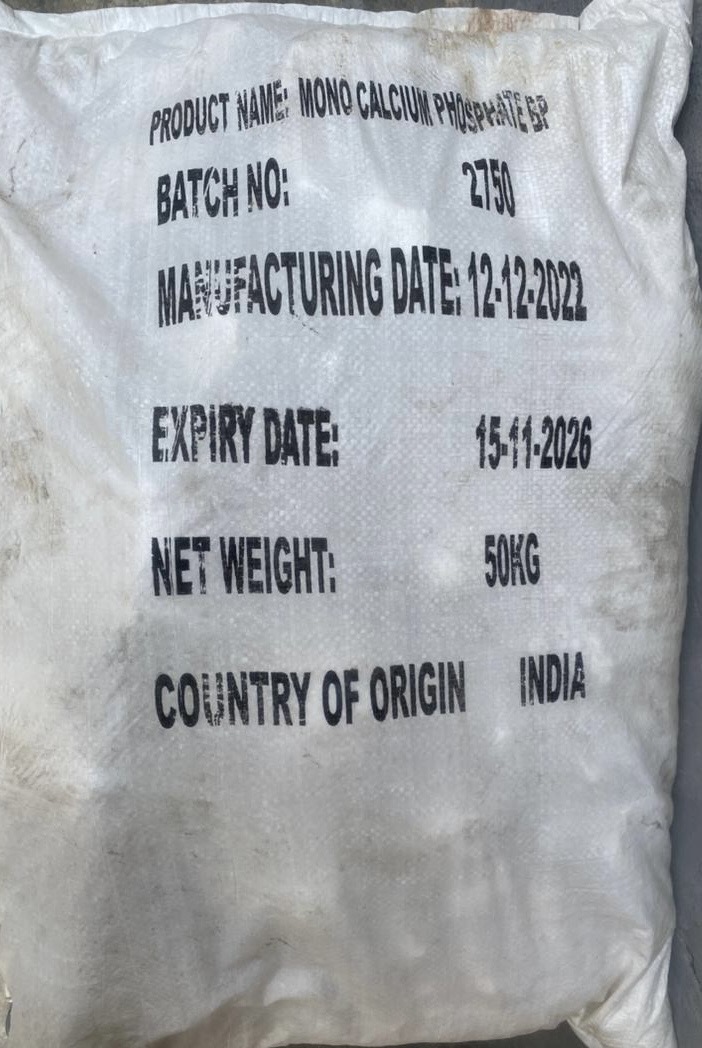 PRODUCT NAME: MONO CALCIUM PHOSPHATE BP
BATCH NO: 2750
MANUFACTURING DATE: 12-12-2022
EXPIRY DATE: 15-11-2026
NET WEIGHT: 50KG
COUNTRY OF ORIGIN INDIA